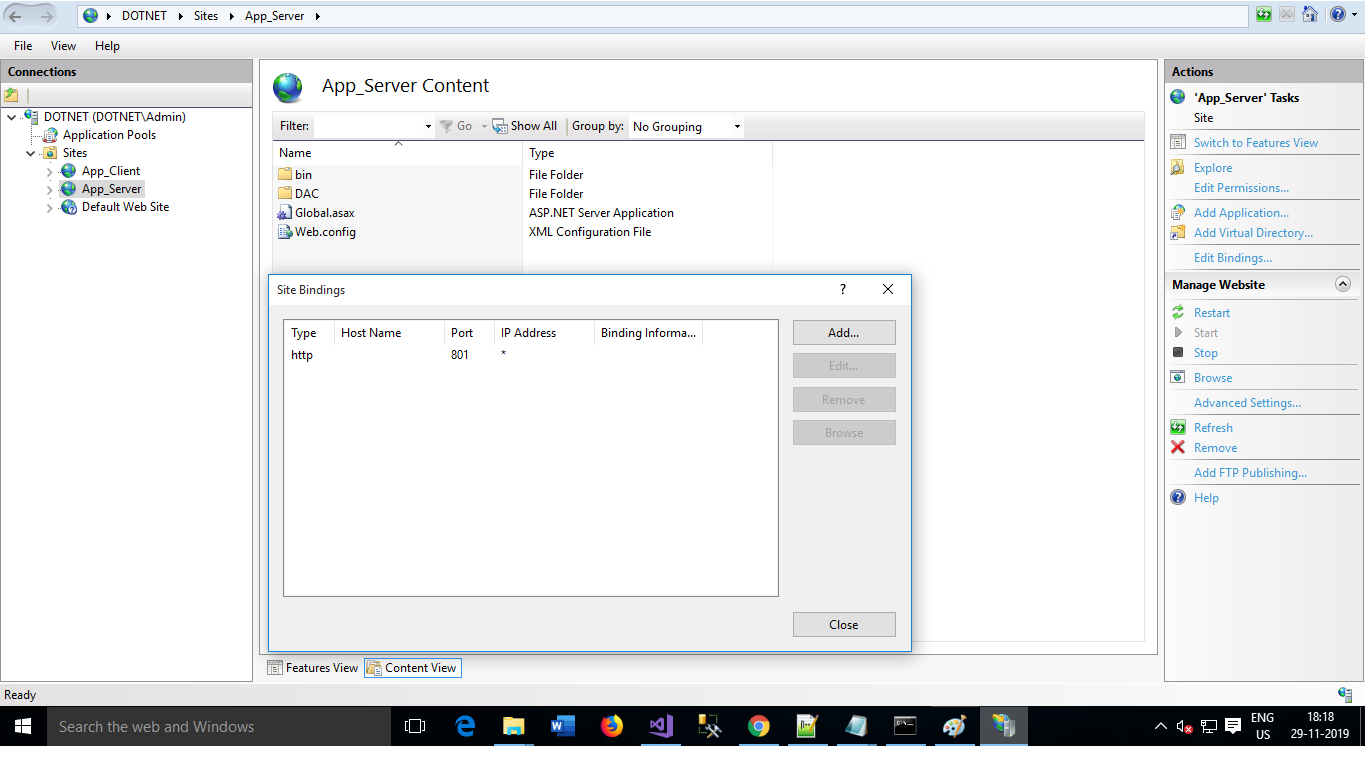 DOTNET Sites App_Server
File View Help
Connections
DOTNET (DOTNET\Admin)
Application Pools
Sites
App_Client
App_Server
Default Web Site
App_Server Content
Filter: Go Show All Group by: No Grouping
Name Type
bin File Folder
DAC File Folder
Global.asax ASP.NET Server Application
Web.config XML Configuration File
Site Bindings ?
Type Host Name Port IP Address Binding Informa...
http 801 *
Add...
Edit...
Remove
Browse
Close
Features View Content View
Actions
'App_Server' Tasks
Site
Switch to Features View
Explore
Edit Permissions...
Add Application...
Add Virtual Directory...
Edit Bindings...
Manage Website
Restart
Start
Stop
Browse
Advanced Settings...
Refresh
Remove
Add FTP Publishing...
Help
Ready
Search the web and Windows
ENG
US
18:18
29-11-2019